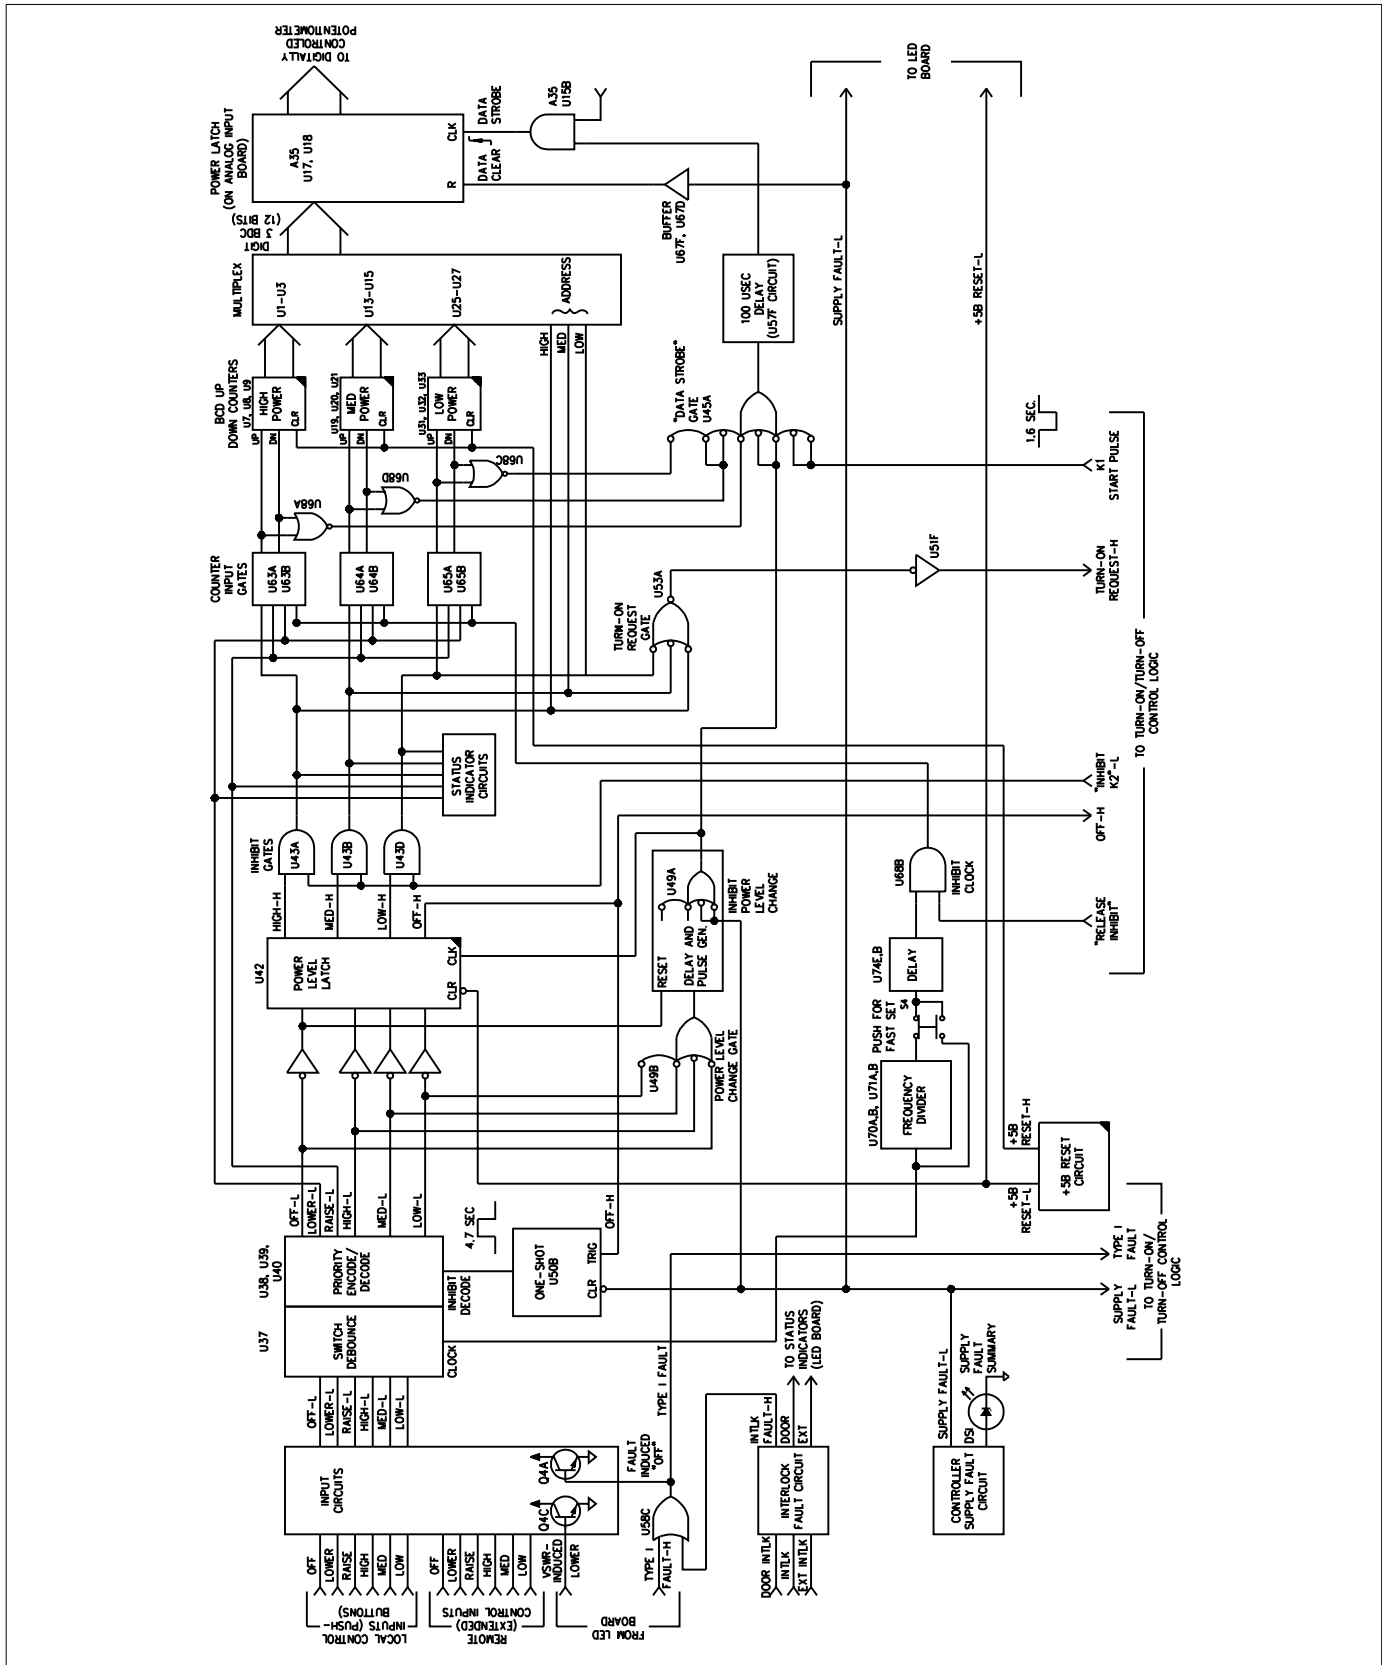 LOCAL CONTROL
INPUTS (PUSH-
BUTTONS)
OFF
LOWER
RAISE
HIGH
MED
LOW
REMOTE
(EXTENDED)
CONTROL INPUTS
OFF
LOWER
RAISE
HIGH
MED
LOW
FROM LED
BOARD
VSWR-
INDUCED
LOWER
TYPE I
FAULT-H
DOOR INTLK
INTLK
EXT INTLK
INPUT
CIRCUITS
Q4C
Q4A
U58C
FAULT
INDUCED
"OFF"
INTERLOCK
FAULT CIRCUIT
INTLK
FAULT-H
DOOR
EXT
TO STATUS
INDICATORS
(LED BOARD)
CONTROLLER
SUPPLY FAULT
CIRCUIT
SUPPLY FAULT-L
DS1
SUPPLY
FAULT
SUMMARY
OFF-L
LOWER-L
RAISE-L
HIGH-L
MED-L
LOW-L
TYPE I FAULT
U37
SWITCH
DEBOUNCE
CLOCK
U38, U39,
U40
PRIORITY
ENCODE/
DECODE
INHIBIT
DECODE
4.7 SEC
ONE-SHOT
U50B
CLR
TRIG
OFF-H
SUPPLY
FAULT-L
TYPE I
FAULT
TO TURN-ON/
TURN-OFF CONTROL
LOGIC
OFF-L
LOWER-L
RAISE-L
HIGH-L
MED-L
LOW-L
+5B
RESET-L
+5B
RESET-H
+5B RESET
CIRCUIT
U49B
POWER LEVEL
CHANGE GATE
U70A,B, U71A,B
FREQUENCY
DIVIDER
PUSH FOR
FAST SET
S4
U74E,B
DELAY
U42
POWER
LEVEL
LATCH
CLR
CLK
RESET
DELAY AND
PULSE GEN.
U49A
INHIBIT
POWER
LEVEL
CHANGE
U68B
INHIBIT
CLOCK
"RELEASE
INHIBIT"
HIGH-H
MED-H
LOW-H
OFF-H
INHIBIT
GATES
U43A
U43B
U43D
OFF-H
"INHIBIT
K2"-L
STATUS
INDICATOR
CIRCUITS
TO TURN-ON/TURN-OFF
CONTROL LOGIC
TURN-ON
REQUEST
GATE
U53A
U51F
TURN-ON
REQUEST-H
COUNTER
INPUT
GATES
U63A
U63B
U64A
U64B
U65A
U65B
U68A
U68D
U68C
K1
START PULSE
1.6 SEC.
"DATA STROBE"
GATE
U45A
BCD UP
DOWN COUNTERS
U7, U8, U9
HIGH
POWER
UP
DN
CLR
U19, U20, U21
MED
POWER
UP
DN
CLR
U31, U32, U33
LOW
POWER
UP
DN
CLR
HIGH
MED
LOW
100 USEC
DELAY
(U57F CIRCUIT)
SUPPLY FAULT-L
+5B RESET-L
MULTIPLEX
U1-U3
U13-U15
U25-U27
ADDRESS
DIGIT
3 BDC
(12 BITS)
BUFFER
U67F, U67D
POWER LATCH
(ON ANALOG INPUT
BOARD)
A35
U17, U18
R
CLK
DATA
CLEAR
DATA
STROBE
A35
U15B
TO DIGITALLY
CONTROLED
POTENTIOMETER
TO LED
BOARD